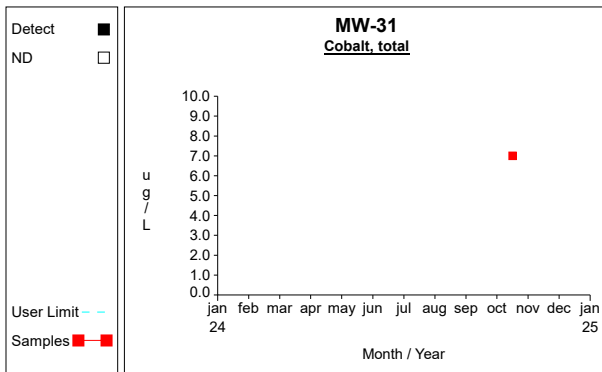 Detect
ND
User Limit
Samples
MW-31
Cobalt, total
u
g
/
L
10.0
9.0
8.0
7.0
6.0
5.0
4.0
3.0
2.0
1.0
0.0
jan feb mar apr may jun jul aug sep oct nov dec jan
24 25
Month / Year